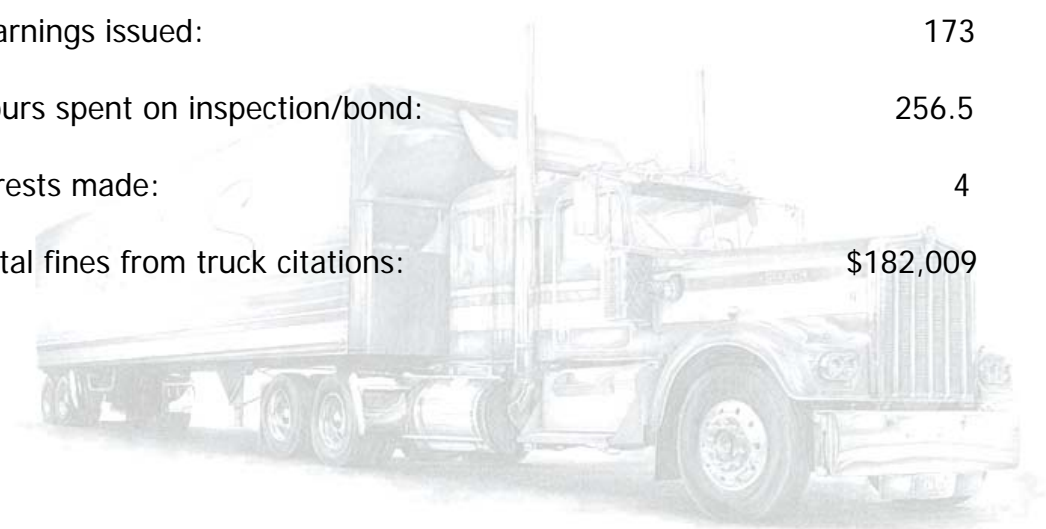 arnings issued: 173
ours spent on inspection/bond: 256.5
rests made: 4
tal fines from truck citations: $182,009